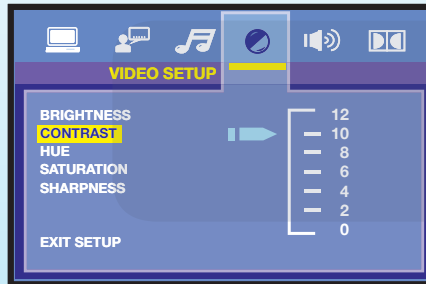 VIDEO SETUP
BRIGHTNESS
CONTRAST
HUE
SATURATION
SHARPNESS
EXIT SETUP
12
10
8
6
4
2
0